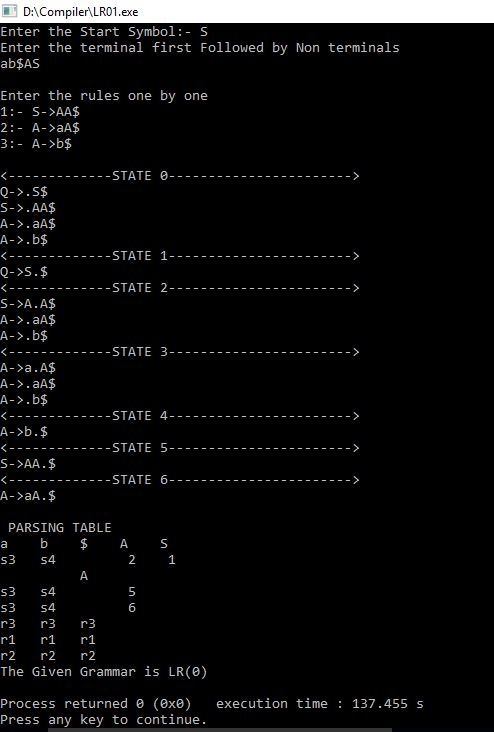 D:\Compiler\LR01.exe
Enter the Start Symbol:- S
Enter the terminal first Followed by Non terminals
ab$AS

Enter the rules one by one
1:- S->AA$
2:- A->aA$
3:- A->b$

<-------------STATE 0----------------------->
Q->.S$
S->.AA$
A->.aA$
A->.b$
<-------------STATE 1----------------------->
Q->S.$
<-------------STATE 2----------------------->
S->A.A$
A->.aA$
A->.b$
<-------------STATE 3----------------------->
A->a.A$
A->.aA$
A->.b$
<-------------STATE 4----------------------->
A->b.$
<-------------STATE 5----------------------->
S->AA.$
<-------------STATE 6----------------------->
A->aA.$

 PARSING TABLE
a    b    $    A    S
s3   s4         2    1
          A
s3   s4         5
s3   s4         6
r3   r3   r3
r1   r1   r1
r2   r2   r2
The Given Grammar is LR(0)

Process returned 0 (0x0)   execution time : 137.455 s
Press any key to continue.